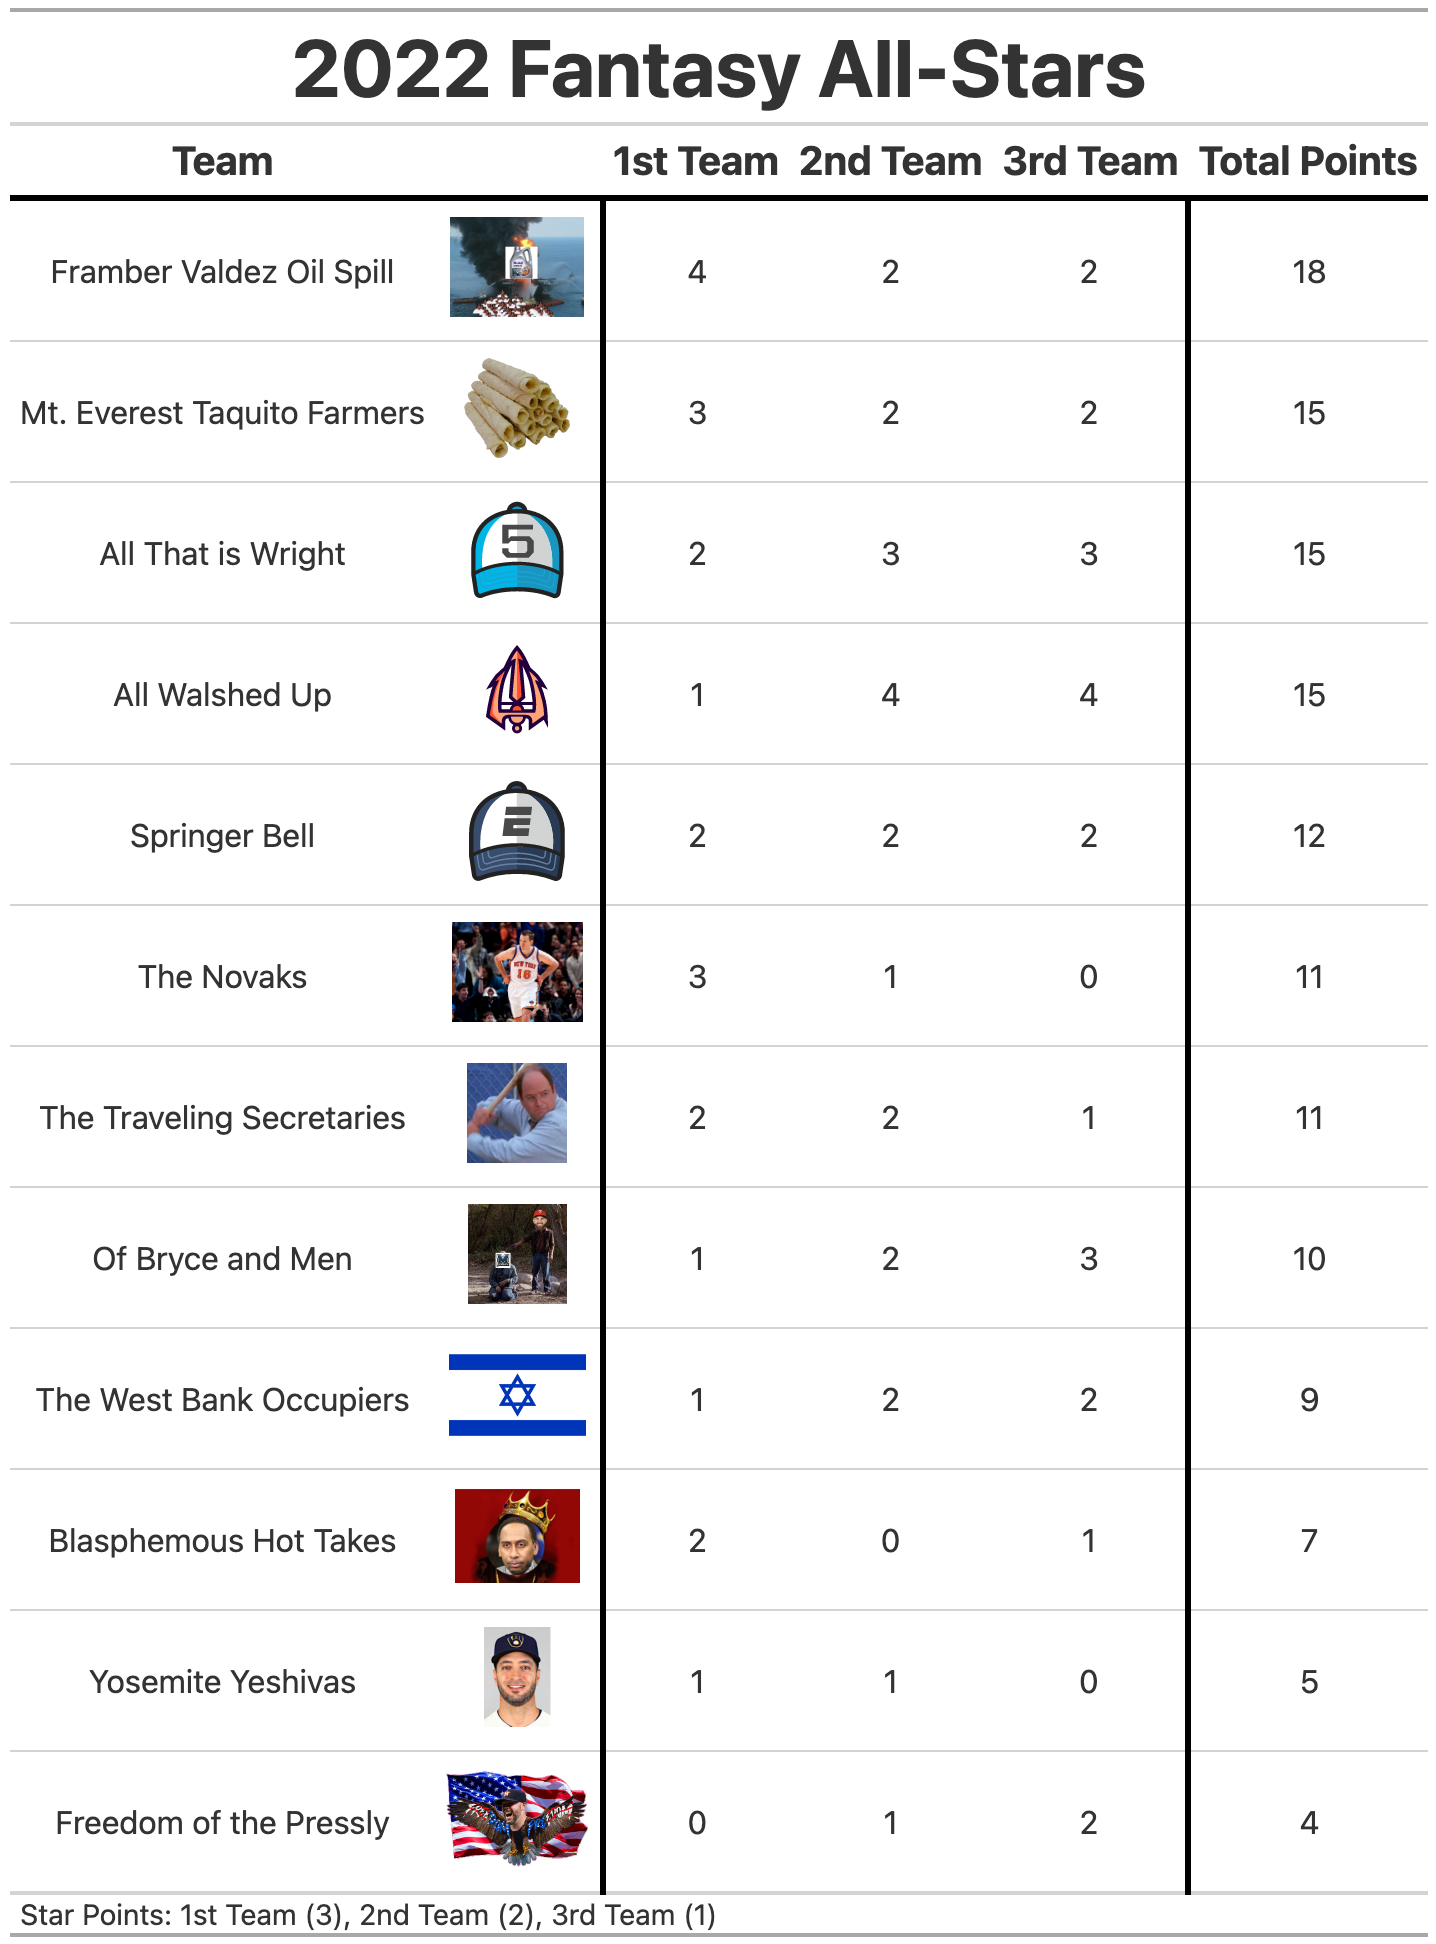 2022 Fantasy All-Stars
Team 1st Team 2nd Team 3rd Team Total Points
Framber Valdez Oil Spill 4 2 2 18
Mt. Everest Taquito Farmers 3 2 2 15
5
All That is Wright 2 3 3 15
All Walshed Up 1 4 4 15
E
Springer Bell 2 2 2 12
NEW YORK
16
The Novaks 3 1 0 11
The Traveling Secretaries 2 2 1 11
Of Bryce and Men 1 2 3 10
The West Bank Occupiers 1 2 2 9
Blasphemous Hot Takes 2 0 1 7
Yosemite Yeshivas 1 1 0 5
Freedom of the Pressly 0 1 2 4
Star Points: 1st Team (3), 2nd Team (2), 3rd Team (1)